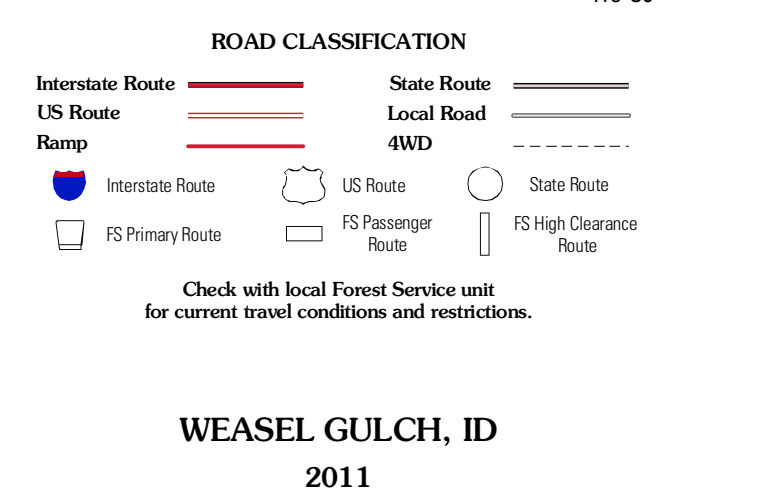 ROAD CLASSIFICATION
Interstate Route
State Route
US Route
Local Road
Ramp
4WD
Interstate Route
US Route
State Route
FS Primary Route
FS Passenger
Route
FS High Clearance
Route
Check with local Forest Service unit
for current travel conditions and restrictions.
WEASEL GULCH, ID
2011